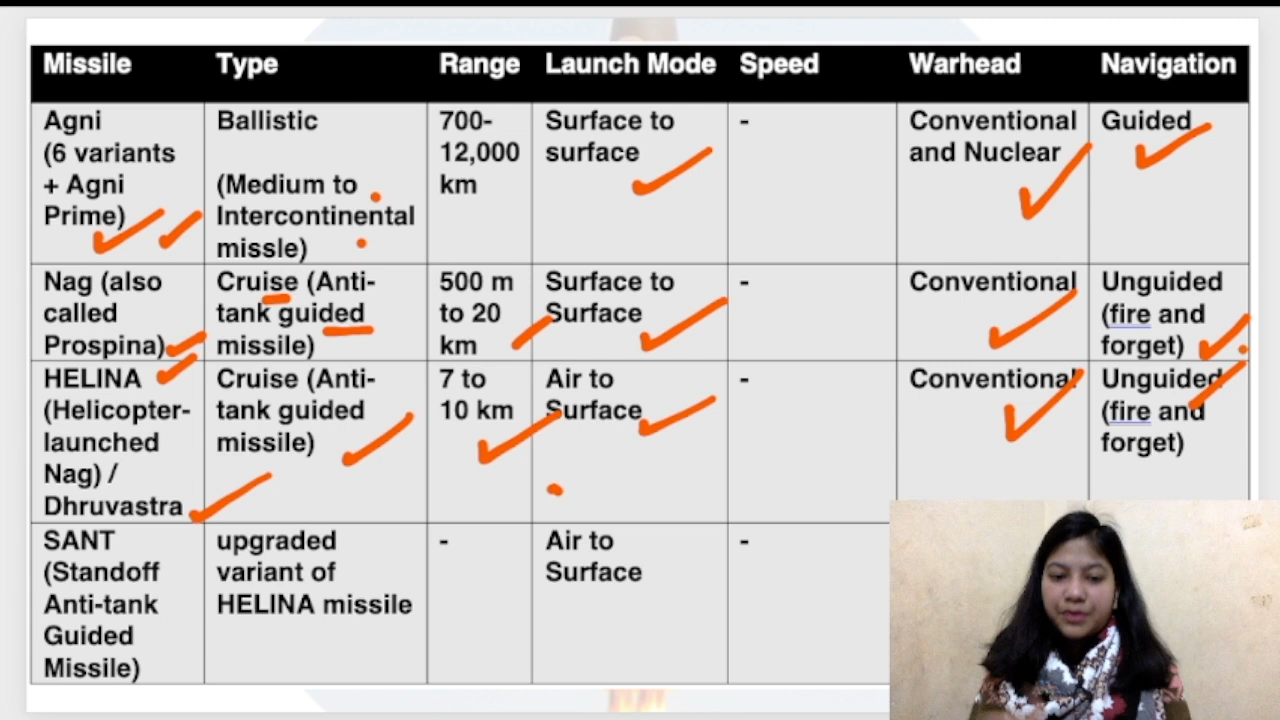 Missile Type Range Launch Mode Speed Warhead Navigation
Agni Ballistic 700- Surface to - Conventional Guided
(6 variants 12,000 surface and Nuclear
+ Agni (Medium to km
Prime) Intercontinental
missle)
Nag (also Cruise (Anti- 500 m Surface to - Conventional Unguided
called tank guided to 20 Surface (fire and
Prospina) missile) km forget)
HELINA Cruise (Anti- 7 to Air to - Conventional Unguided
(Helicopter- tank guided 10 km Surface (fire and
launched missile) forget)
Nag) /
Dhruvastra
SANT upgraded - Air to -
(Standoff variant of Surface
Anti-tank HELINA missile
Guided
Missile)